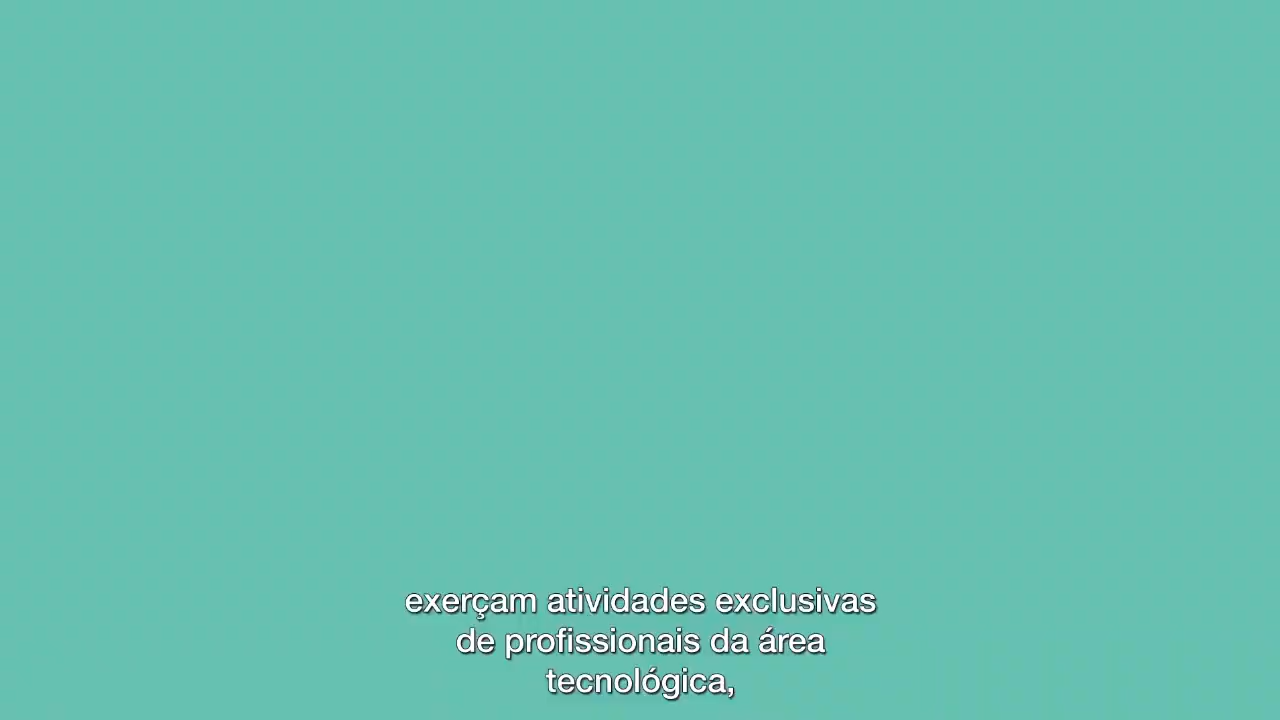 exerçam atividades exclusivas
de profissionais da área
tecnológica,